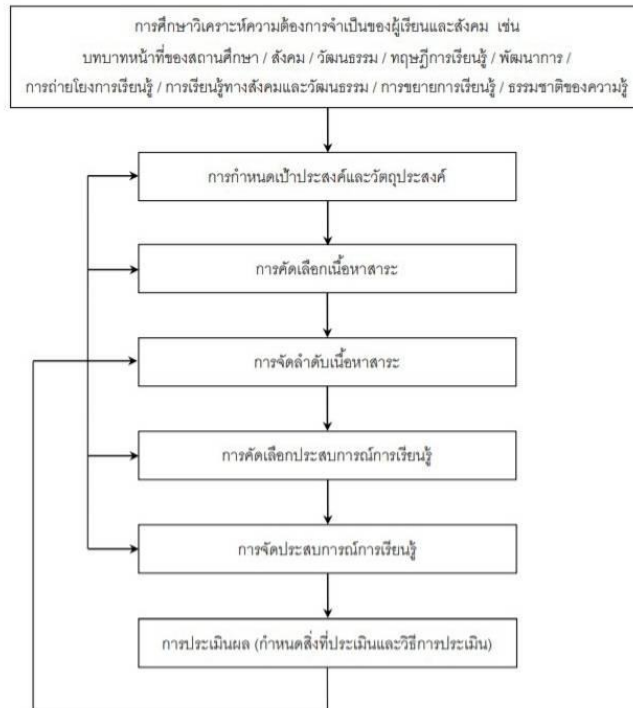 การศึกษาวิเคราะห์ความต้องการจำเป็นของผู้เรียนและสังคม เช่น
บทบาทหน้าที่ของสถานศึกษา / สังคม / วัฒนธรรม / ทฤษฎีการเรียนรู้ / พัฒนาการ /
การถ่ายโยงการเรียนรู้ / การเรียนรู้ทางสังคมและวัฒนธรรม / การขยายการเรียนรู้ / ธรรมชาติของความรู้
การกำหนดเป้าประสงค์และวัตถุประสงค์
การคัดเลือกเนื้อหาสาระ
การจัดลำดับเนื้อหาสาระ
การคัดเลือกประสบการณ์การเรียนรู้
การจัดประสบการณ์การเรียนรู้
การประเมินผล (กำหนดสิ่งที่ประเมินและวิธีการประเมิน)